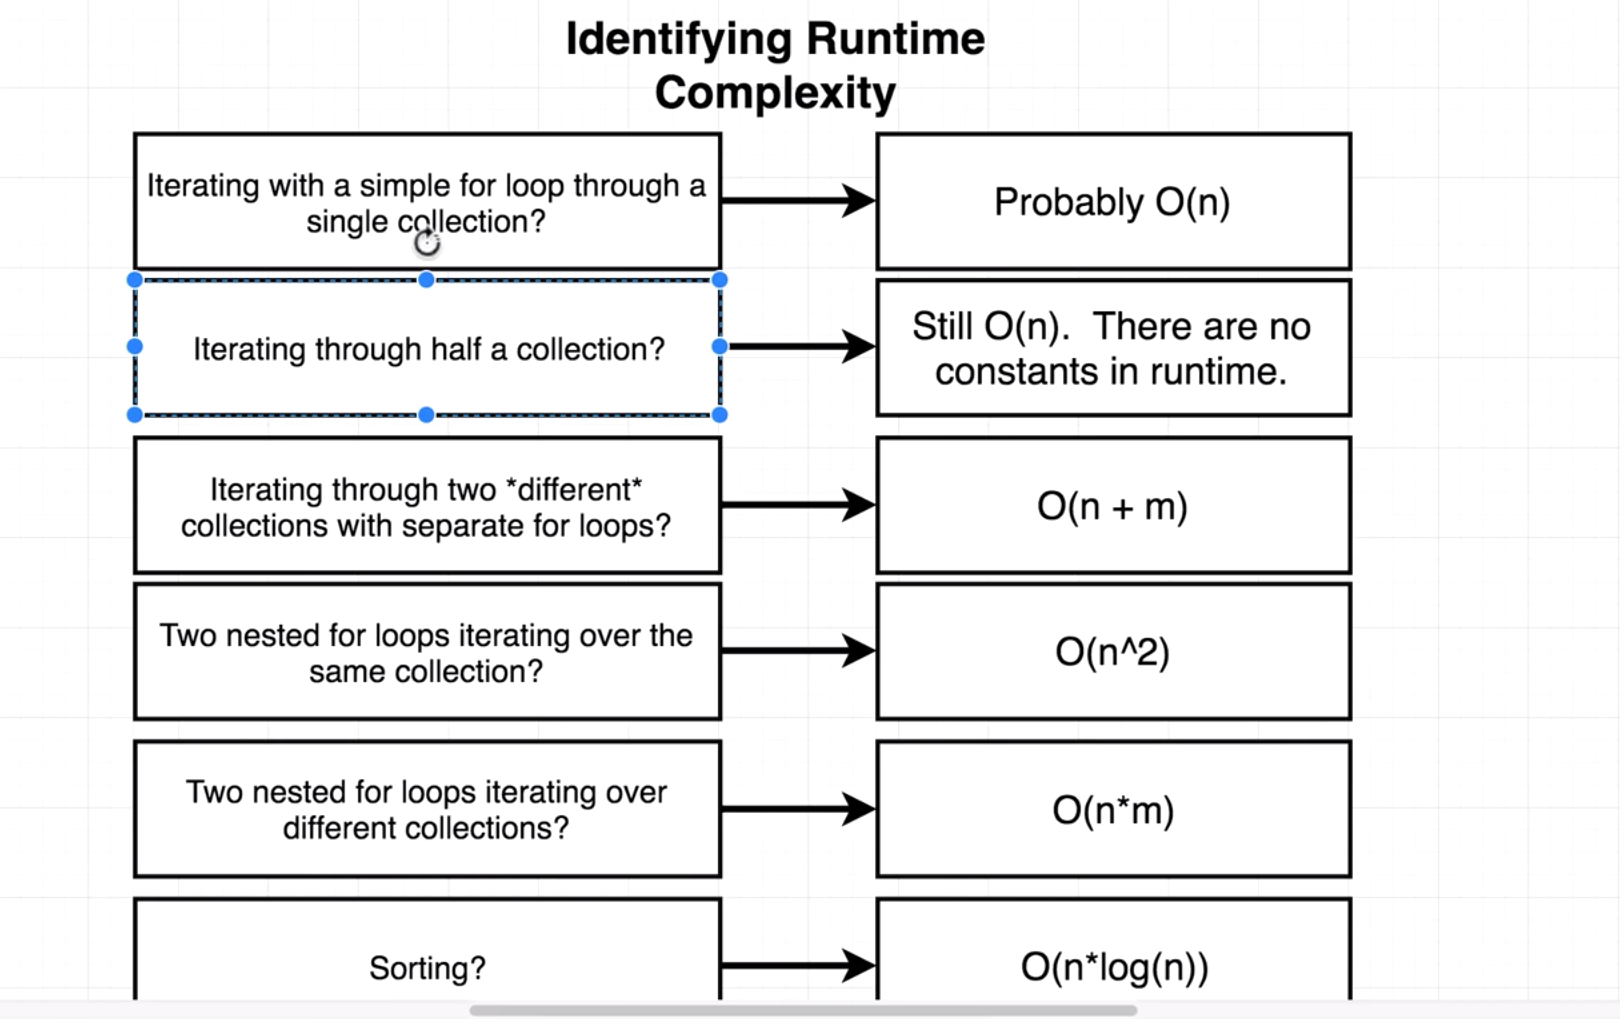 Identifying Runtime
Complexity
Iterating with a simple for loop through a
single collection?
Probably O(n)
Iterating through half a collection?
Still O(n).  There are no
constants in runtime.
Iterating through two *different*
collections with separate for loops?
O(n + m)
Two nested for loops iterating over the
same collection?
O(n^2)
Two nested for loops iterating over
different collections?
O(n*m)
Sorting?
O(n*log(n))